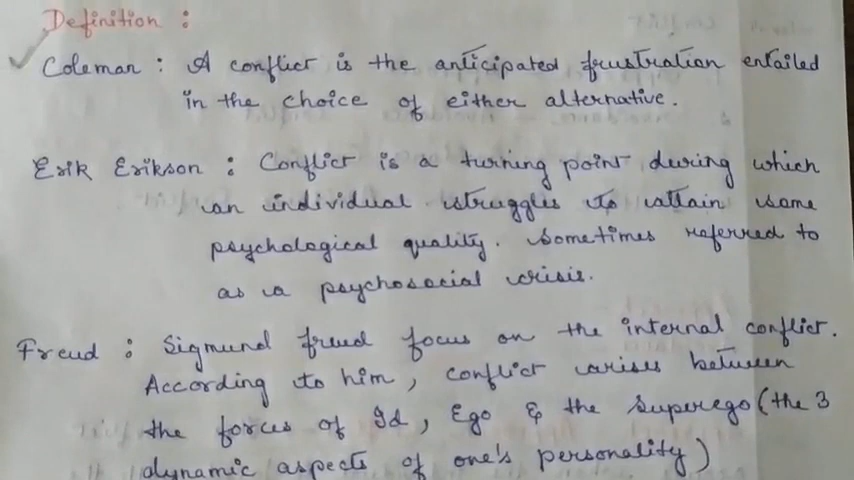 Definition :
Coleman : A conflict is the anticipated frustration entailed
in the choice of either alternative.
Erik Erikson : Conflict is a turning point during which
an individual struggles to attain some
psychological quality. Sometimes referred to
as a psychosocial crisis.
Freud : Sigmund freud focus on the internal conflict.
According to him, conflict arises between
the forces of Id, Ego & the Superego (the 3
dynamic aspects of one's personality)